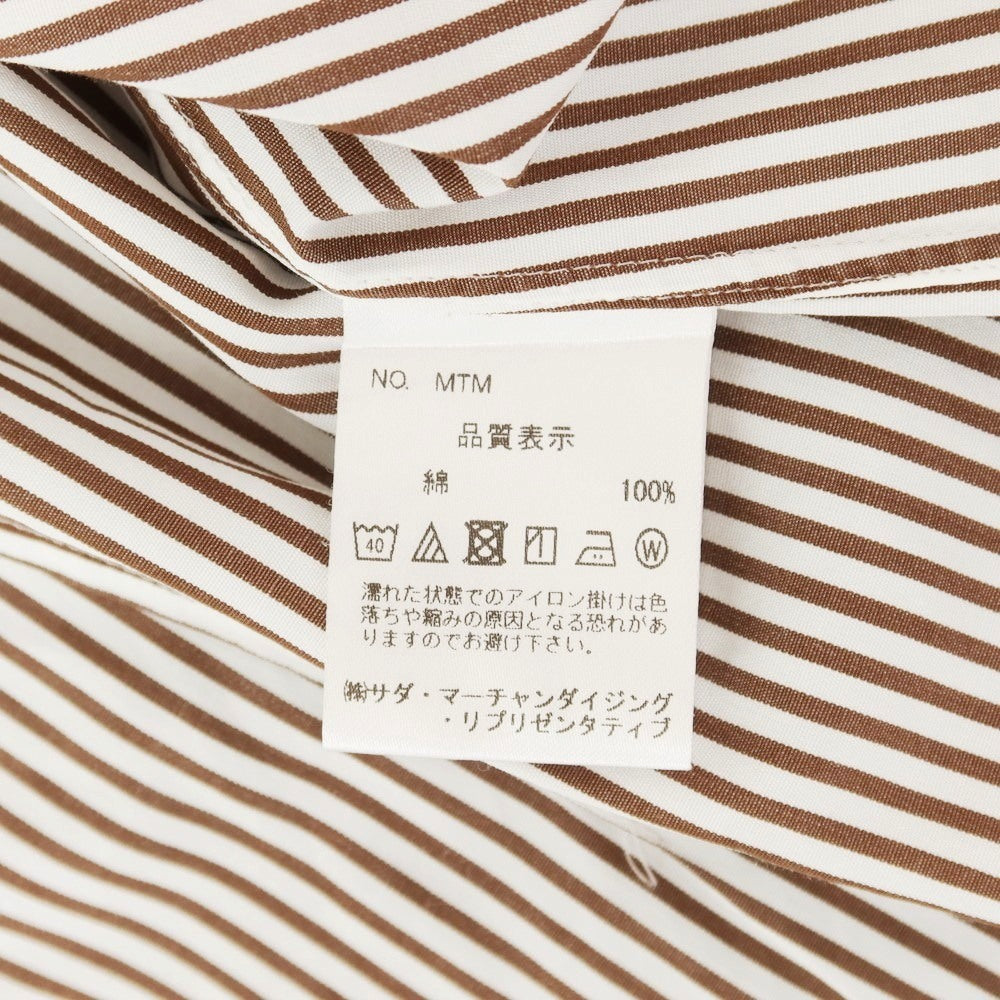 NO. MTM
品質表示
綿 100%
40 W
濡れた状態でのアイロン掛けは色
落ちや縮みの原因となる恐れがあ
りますのでお避け下さい。
㈱サダ・マーチャンダイジング
・リプリゼンタティブ